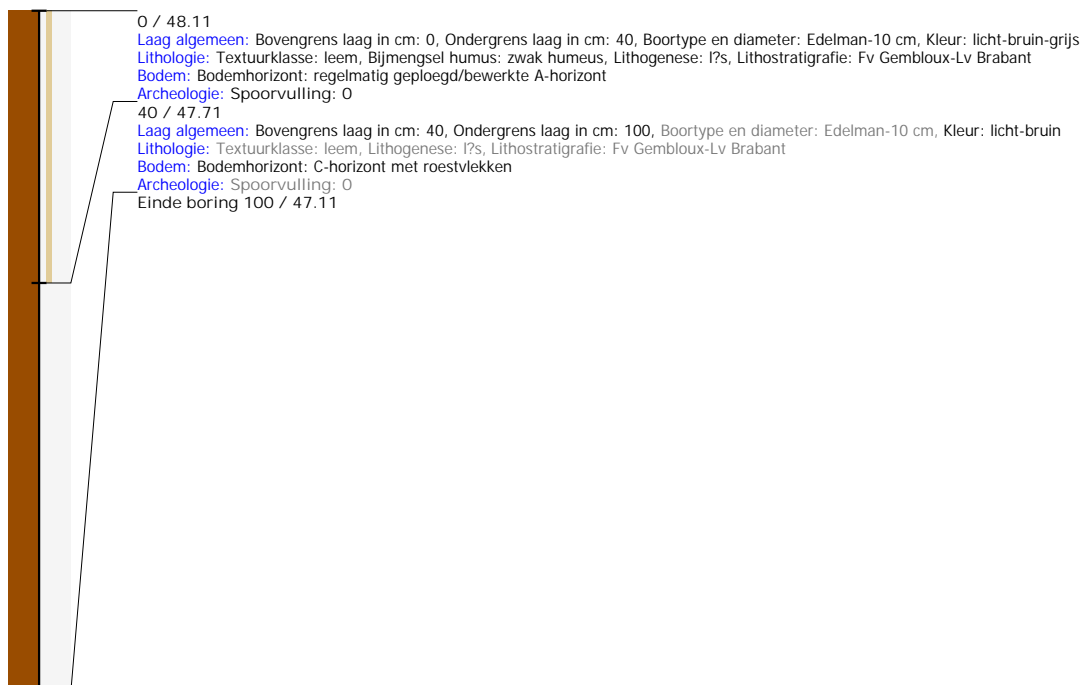 0 / 48.11
Laag algemeen: Bovengrens laag in cm: 0, Ondergrens laag in cm: 40, Boortype en diameter: Edelman-10 cm, Kleur: licht-bruin-grijs
Lithologie: Textuurklasse: leem, Bijmengsel humus: zwak humeus, Lithogenese: l?s, Lithostratigrafie: Fv Gembloux-Lv Brabant
Bodem: Bodemhorizont: regelmatig geploegd/bewerkte A-horizont
Archeologie: Spoorvulling: 0
40 / 47.71
Laag algemeen: Bovengrens laag in cm: 40, Ondergrens laag in cm: 100, Boortype en diameter: Edelman-10 cm, Kleur: licht-bruin
Lithologie: Textuurklasse: leem, Lithogenese: l?s, Lithostratigrafie: Fv Gembloux-Lv Brabant
Bodem: Bodemhorizont: C-horizont met roestvlekken
Archeologie: Spoorvulling: 0
Einde boring 100 / 47.11